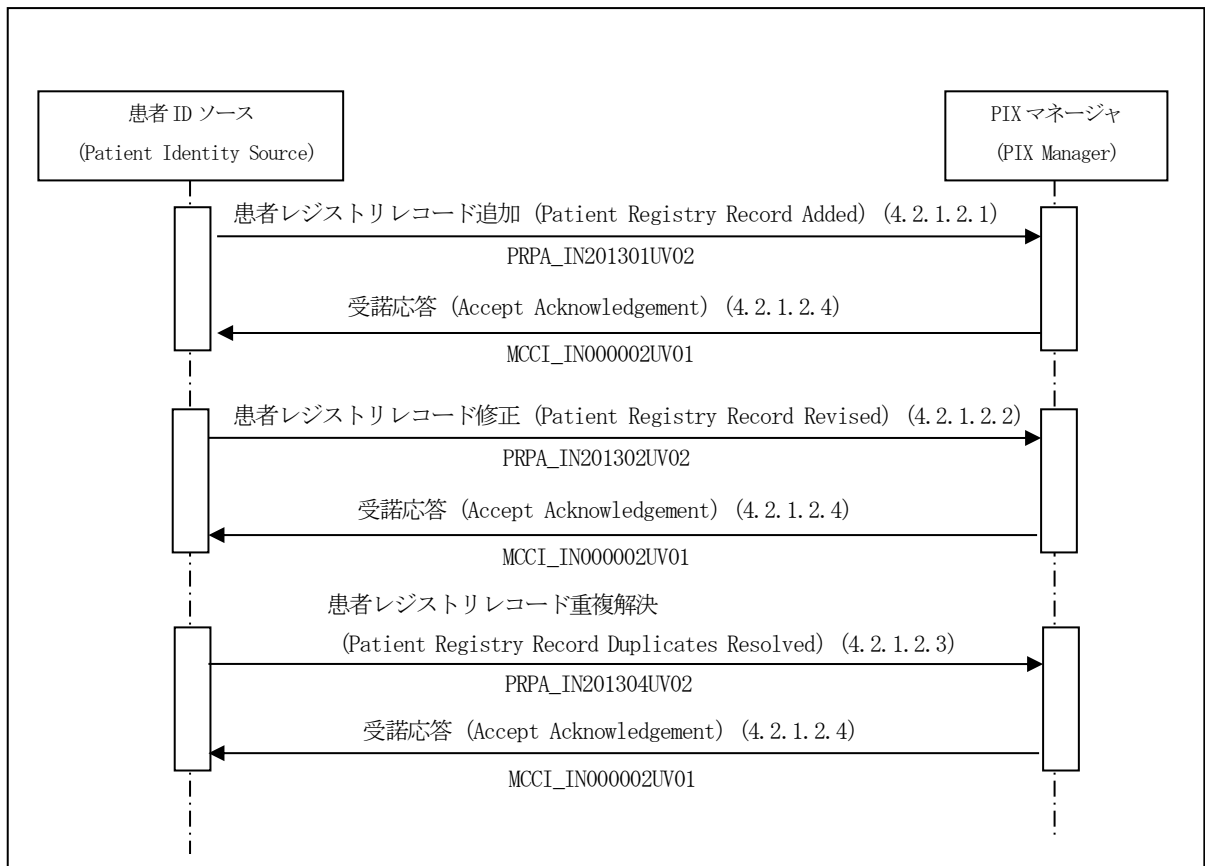 患者 ID ソース
(Patient Identity Source)
PIX マネージャ
(PIX Manager)
患者レジストリレコード追加 (Patient Registry Record Added) (4.2.1.2.1)
PRPA_IN201301UV02
受諾応答 (Accept Acknowledgement) (4.2.1.2.4)
MCCI_IN000002UV01
患者レジストリレコード修正 (Patient Registry Record Revised) (4.2.1.2.2)
PRPA_IN201302UV02
受諾応答 (Accept Acknowledgement) (4.2.1.2.4)
MCCI_IN000002UV01
患者レジストリレコード重複解決
(Patient Registry Record Duplicates Resolved) (4.2.1.2.3)
PRPA_IN201304UV02
受諾応答 (Accept Acknowledgement) (4.2.1.2.4)
MCCI_IN000002UV01